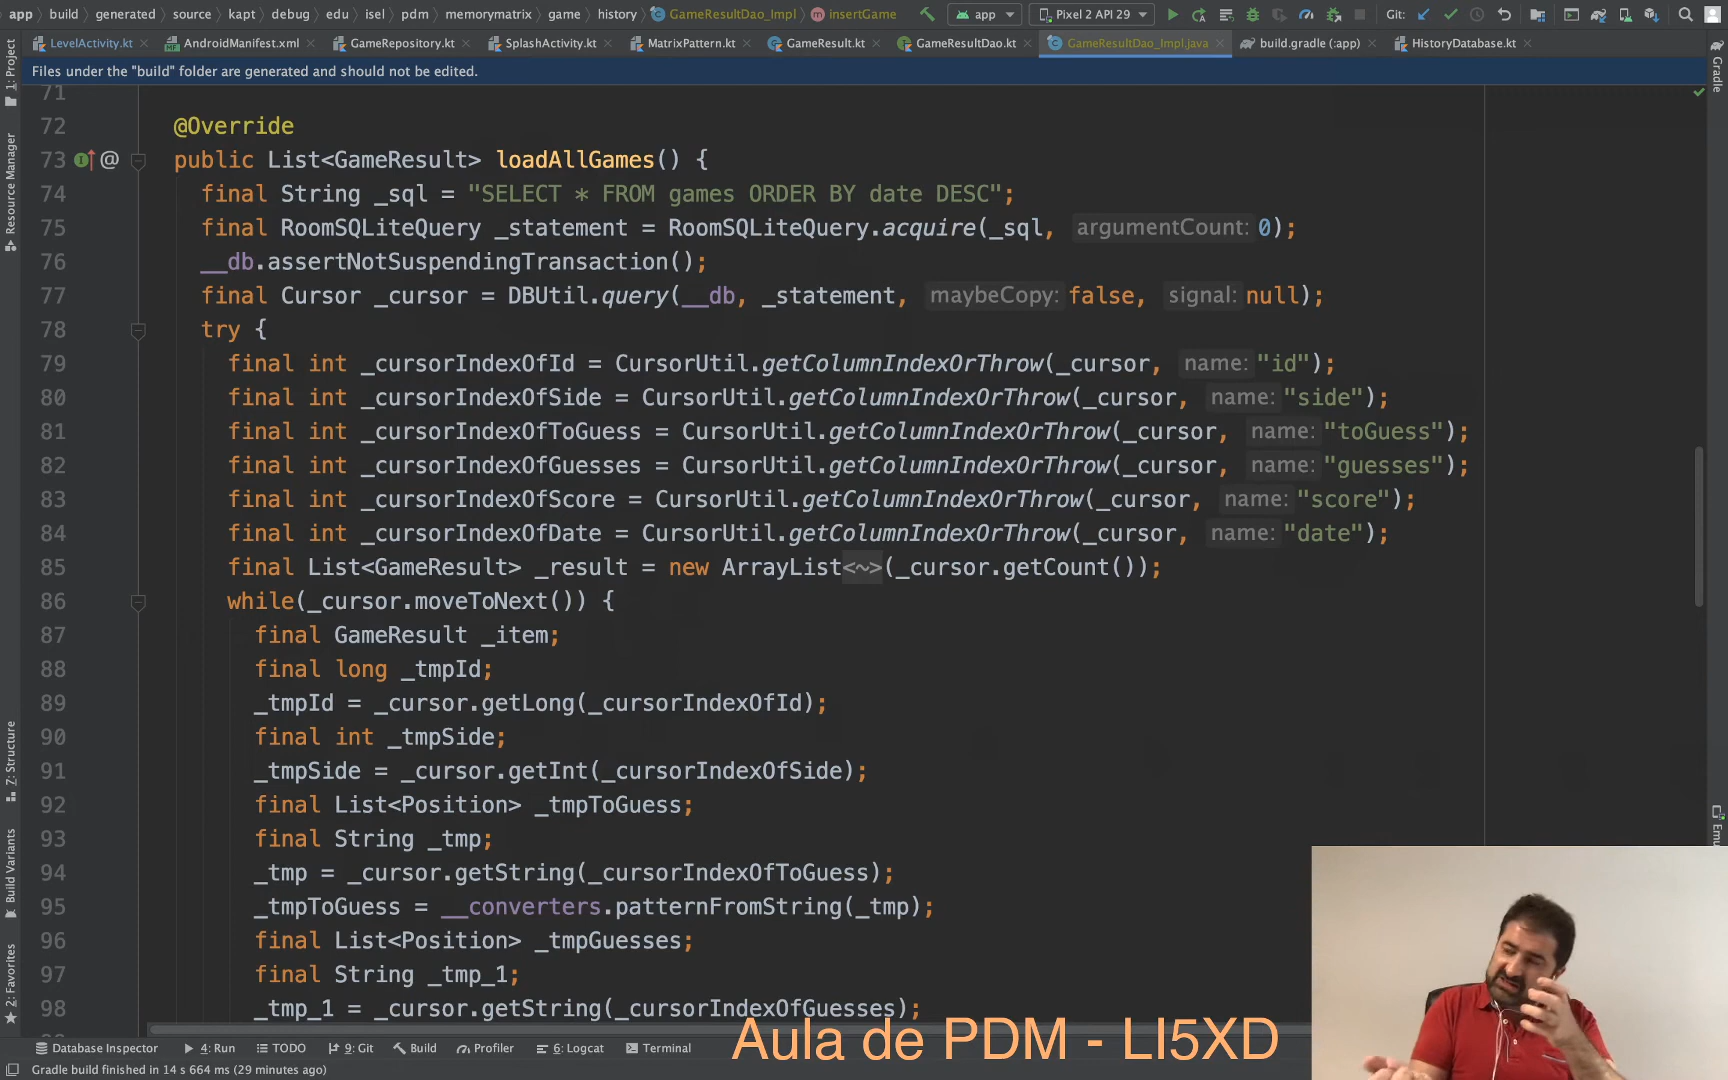 app build generated source kapt debug edu isel pdm memorymatrix game history GameResultDao_Impl insertGame app Pixel 2 API 29 Git:
LevelActivity.kt AndroidManifest.xml GameRepository.kt SplashActivity.kt MatrixPattern.kt GameResult.kt GameResultDao.kt GameResultDao_Impl.java build.gradle (:app) HistoryDatabase.kt
Files under the "build" folder are generated and should not be edited.
1: Project
Resource Manager
Z: Structure
Build Variants
2: Favorites
Gradle
71
72 @Override
73 @ public List<GameResult> loadAllGames() {
74 final String _sql = "SELECT * FROM games ORDER BY date DESC";
75 final RoomSQLiteQuery _statement = RoomSQLiteQuery.acquire(_sql, argumentCount: 0);
76 __db.assertNotSuspendingTransaction();
77 final Cursor _cursor = DBUtil.query(__db, _statement, maybeCopy: false, signal: null);
78 try {
79 final int _cursorIndexOfId = CursorUtil.getColumnIndexOrThrow(_cursor, name: "id");
80 final int _cursorIndexOfSide = CursorUtil.getColumnIndexOrThrow(_cursor, name: "side");
81 final int _cursorIndexOfToGuess = CursorUtil.getColumnIndexOrThrow(_cursor, name: "toGuess");
82 final int _cursorIndexOfGuesses = CursorUtil.getColumnIndexOrThrow(_cursor, name: "guesses");
83 final int _cursorIndexOfScore = CursorUtil.getColumnIndexOrThrow(_cursor, name: "score");
84 final int _cursorIndexOfDate = CursorUtil.getColumnIndexOrThrow(_cursor, name: "date");
85 final List<GameResult> _result = new ArrayList<~>(_cursor.getCount());
86 while(_cursor.moveToNext()) {
87 final GameResult _item;
88 final long _tmpId;
89 _tmpId = _cursor.getLong(_cursorIndexOfId);
90 final int _tmpSide;
91 _tmpSide = _cursor.getInt(_cursorIndexOfSide);
92 final List<Position> _tmpToGuess;
93 final String _tmp;
94 _tmp = _cursor.getString(_cursorIndexOfToGuess);
95 _tmpToGuess = __converters.patternFromString(_tmp);
96 final List<Position> _tmpGuesses;
97 final String _tmp_1;
98 _tmp_1 = _cursor.getString(_cursorIndexOfGuesses);
Aula de PDM - LI5XD
Database Inspector 4: Run TODO 9: Git Build Profiler 6: Logcat Terminal
Gradle build finished in 14 s 664 ms (29 minutes ago)